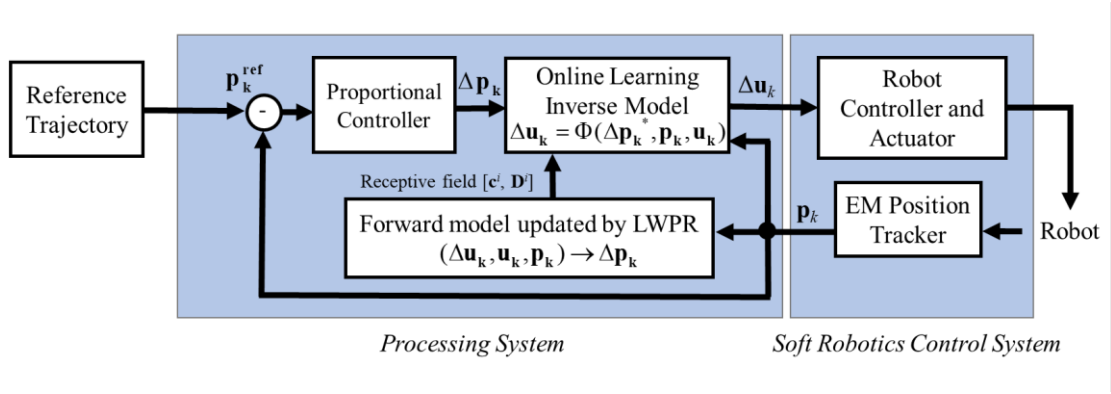 Reference
Trajectory
p_k^ref
-
Proportional
Controller
Δp_k
Online Learning
Inverse Model
Δu_k = Φ(Δp_k^*, p_k, u_k)
Δu_k
Robot
Controller and
Actuator
Receptive field [c^i, D^i]
Forward model updated by LWPR
(Δu_k, u_k, p_k) → Δp_k
p_k
EM Position
Tracker
Robot
Processing System
Soft Robotics Control System